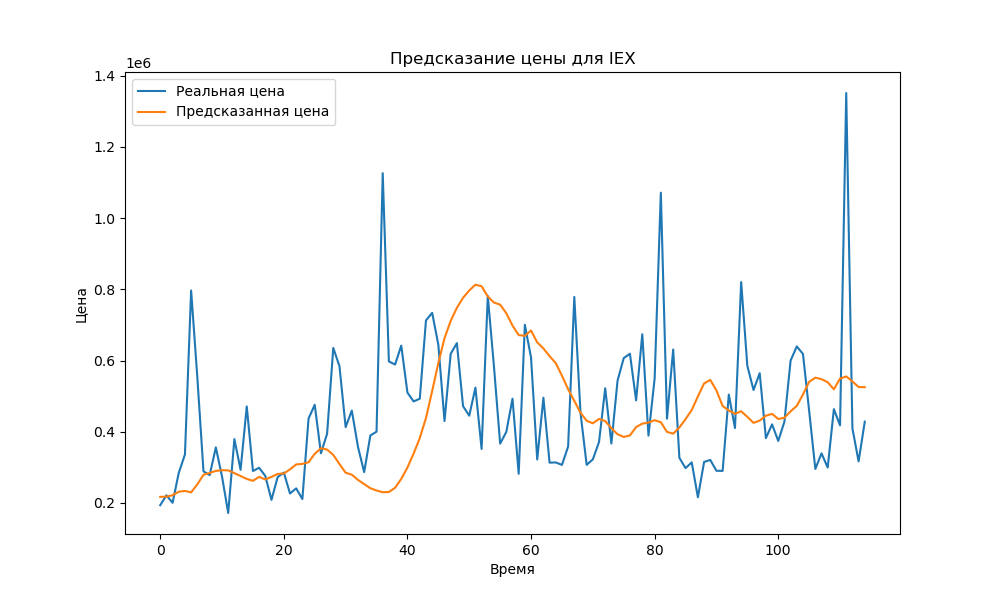 Предсказание цены для IEX
1e6
Реальная цена
Предсказанная цена
1.4
1.2
1.0
0.8
0.6
0.4
0.2
Цена
0 20 40 60 80 100
Время